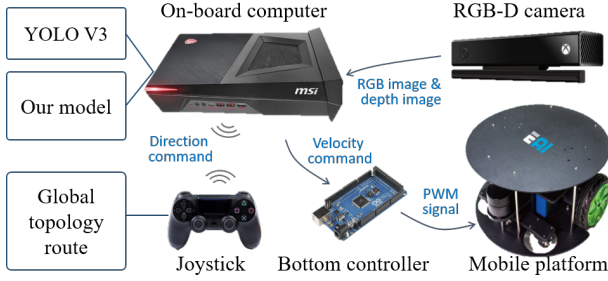 On-board computer
RGB-D camera
YOLO V3
Our model
msi
RGB image &
depth image
Direction
command
Velocity
command
EAI
Global
topology
route
PWM
signal
Joystick
Bottom controller
Mobile platform